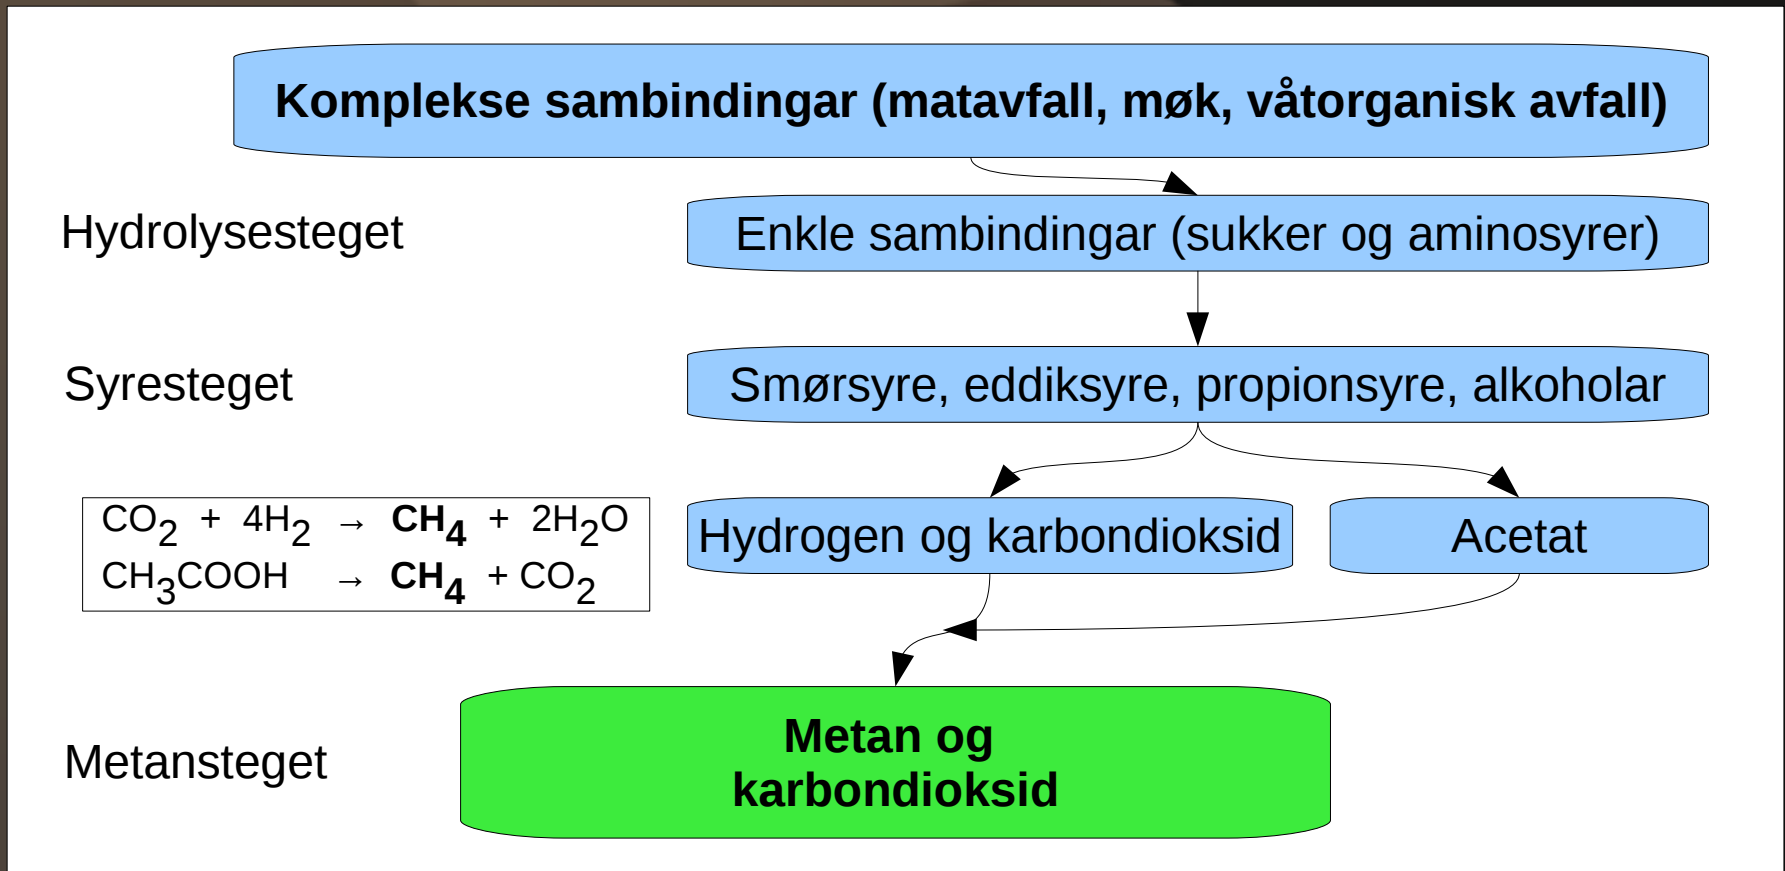 Komplekse sambindingar (matavfall, møk, våtorganisk avfall)
Hydrolysesteget
Enkle sambindingar (sukker og aminosyrer)
Syresteget
Smørsyre, eddiksyre, propionsyre, alkoholar
CO2 + 4H2 → CH4 + 2H2O
CH3COOH → CH4 + CO2
Hydrogen og karbondioksid
Acetat
Metansteget
Metan og
karbondioksid